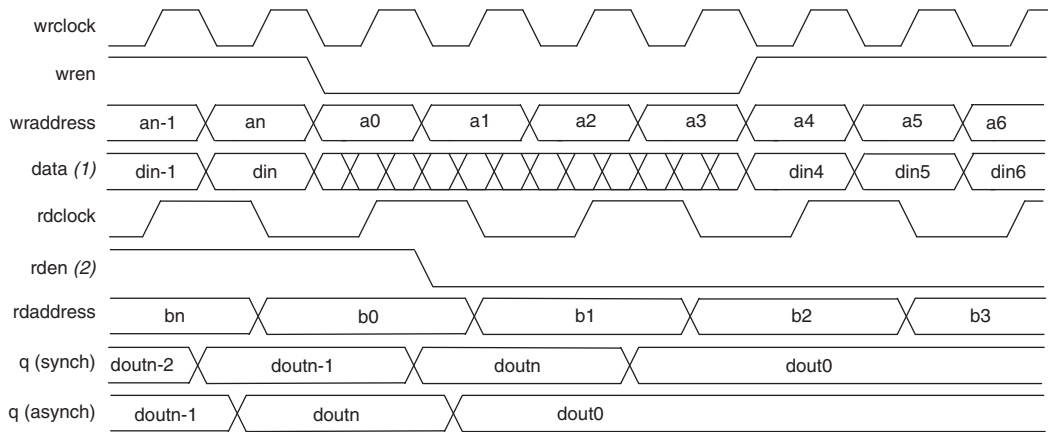 wrclock
wren
wraddress an-1 an a0 a1 a2 a3 a4 a5 a6
data (1) din-1 din din4 din5 din6
rdclock
rden (2)
rdaddress bn b0 b1 b2 b3
q (synch) doutn-2 doutn-1 doutn dout0
q (asynch) doutn-1 doutn dout0